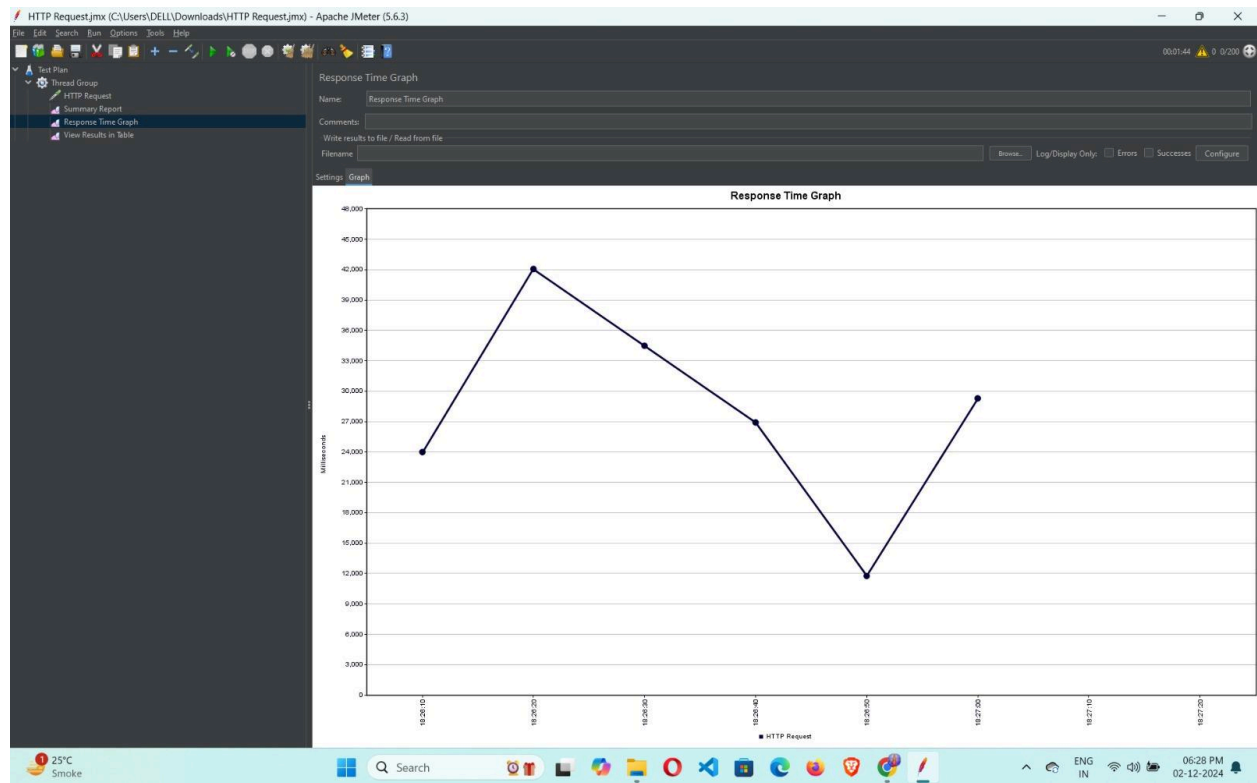 HTTP Request.jmx (C:\Users\DELL\Downloads\HTTP Request.jmx) - Apache JMeter (5.6.3)
File Edit Search Run Options Tools Help
00:01:44 0 0/200
Test Plan
Thread Group
HTTP Request
Summary Report
Response Time Graph
View Results in Table
Response Time Graph
Name: Response Time Graph
Comments:
Write results to file / Read from file
Filename Browse... Log/Display Only: Errors Successes Configure
Settings Graph
Response Time Graph
48,000
45,000
42,000
39,000
36,000
33,000
30,000
27,000
24,000
21,000
18,000
15,000
12,000
9,000
6,000
3,000
0
Milliseconds
18:26:10 18:26:20 18:26:30 18:26:40 18:26:50 18:27:00 18:27:10 18:27:20
HTTP Request
1
25°C
Smoke
Search
ENG
IN
06:28 PM
02-12-2024